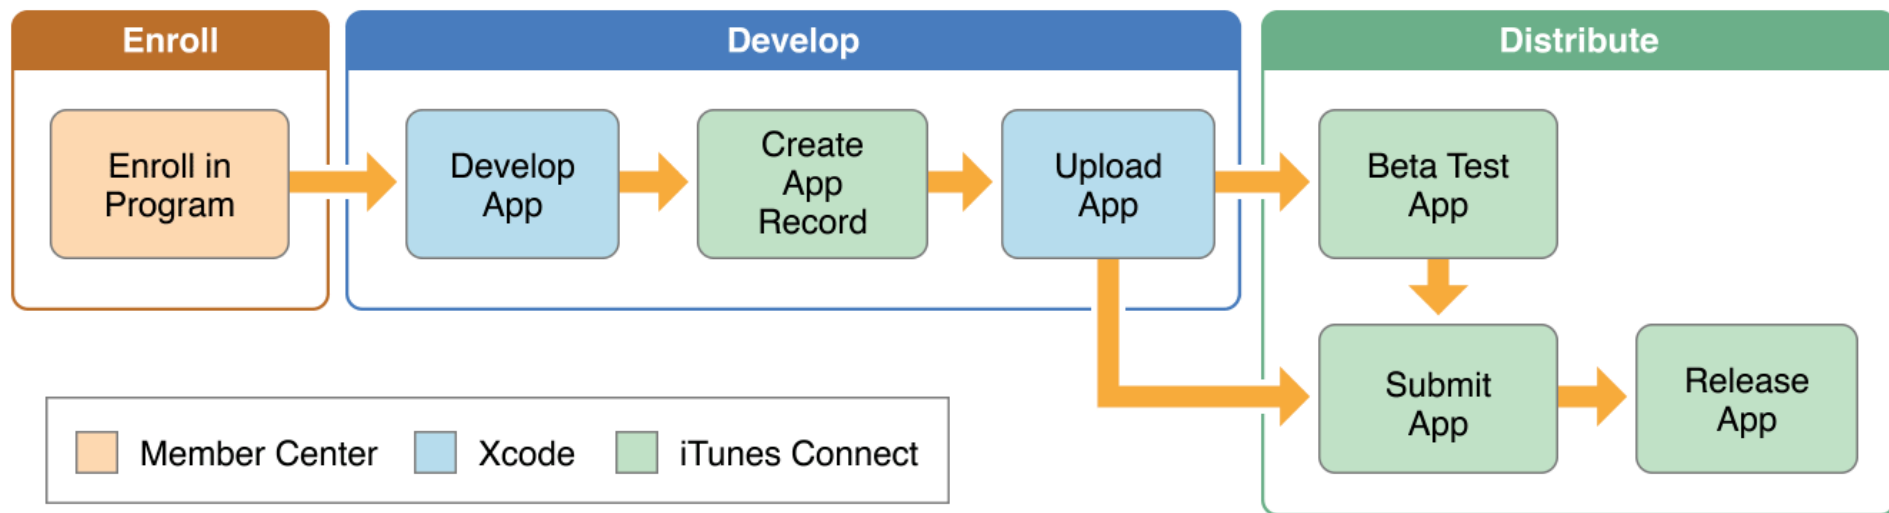 Enroll
Develop
Distribute
Enroll in
Program
Develop
App
Create
App
Record
Upload
App
Beta Test
App
Submit
App
Release
App
Member Center
Xcode
iTunes Connect